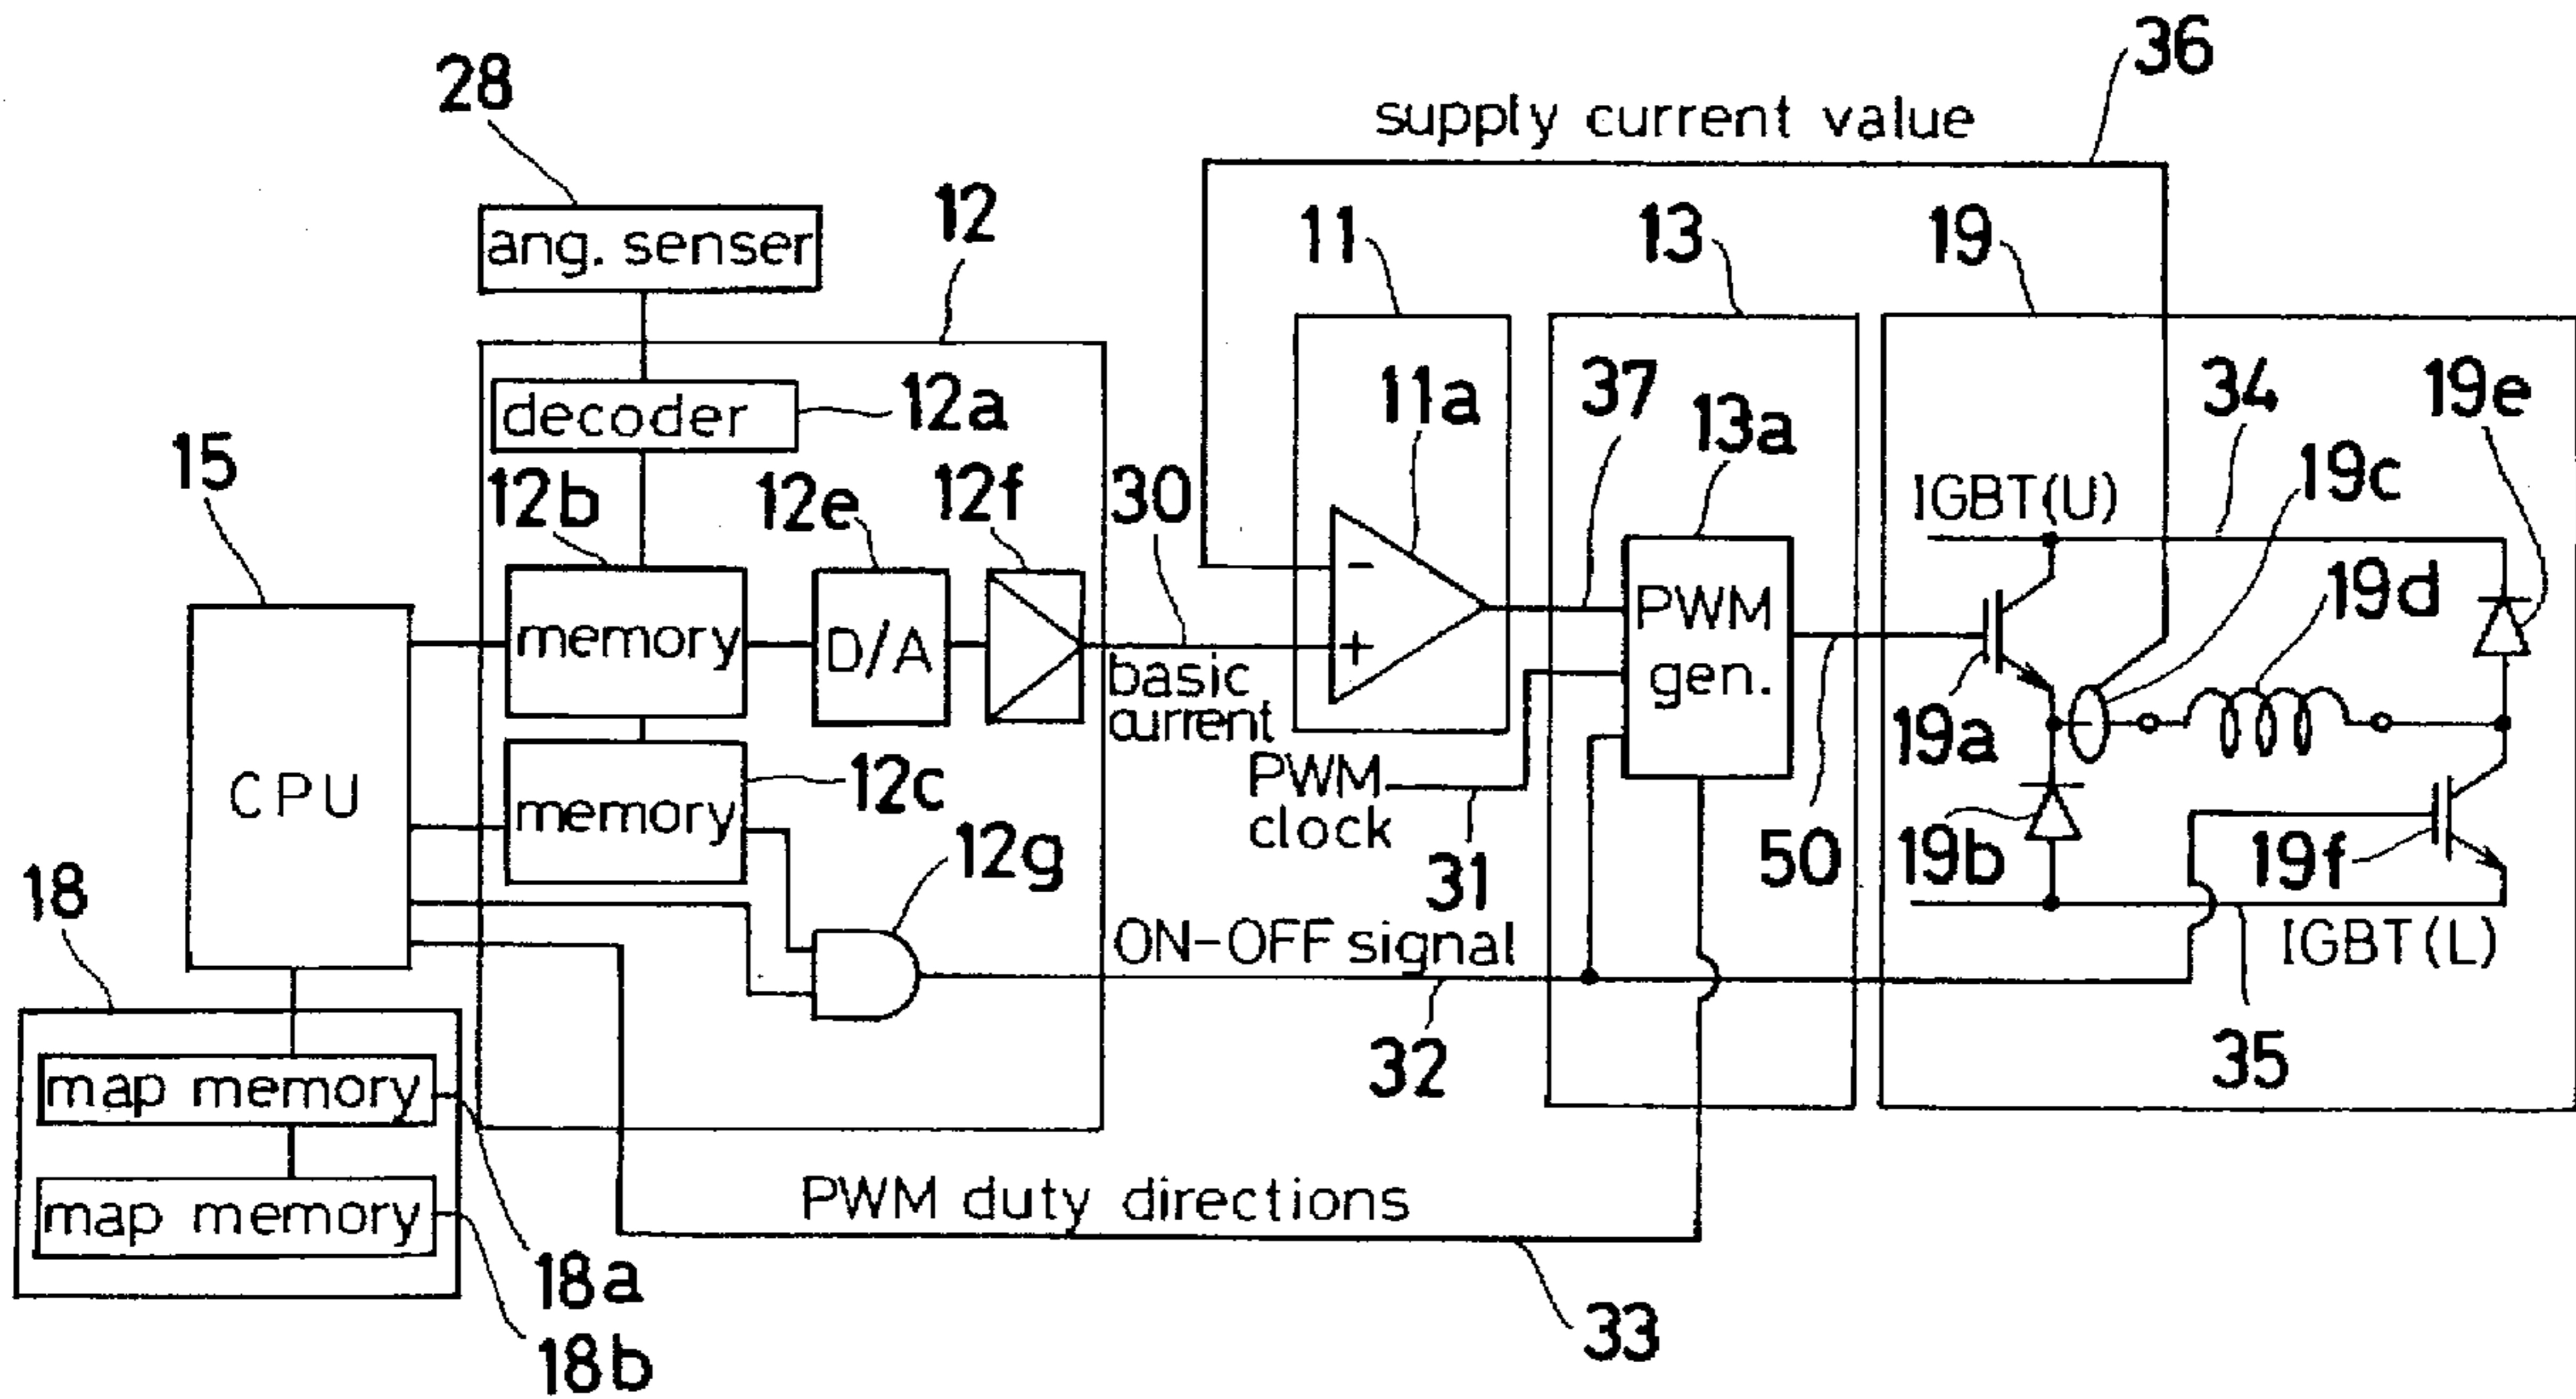 36
28
supply current value
12
ang. senser
11
13
19
37
34
11a
19e
12a
decoder
13a
15
19c
12b
12e
12f
30
IGBT(U)
19d
PWM
gen.
memory
D/A
basic
current
19a
CPU
12c
PWM
clock
memory
12g
50
19b
19f
18
31
ON-OFF signal
IGBT(L)
32
35
map memory
PWM duty directions
map memory
18a
33
18b